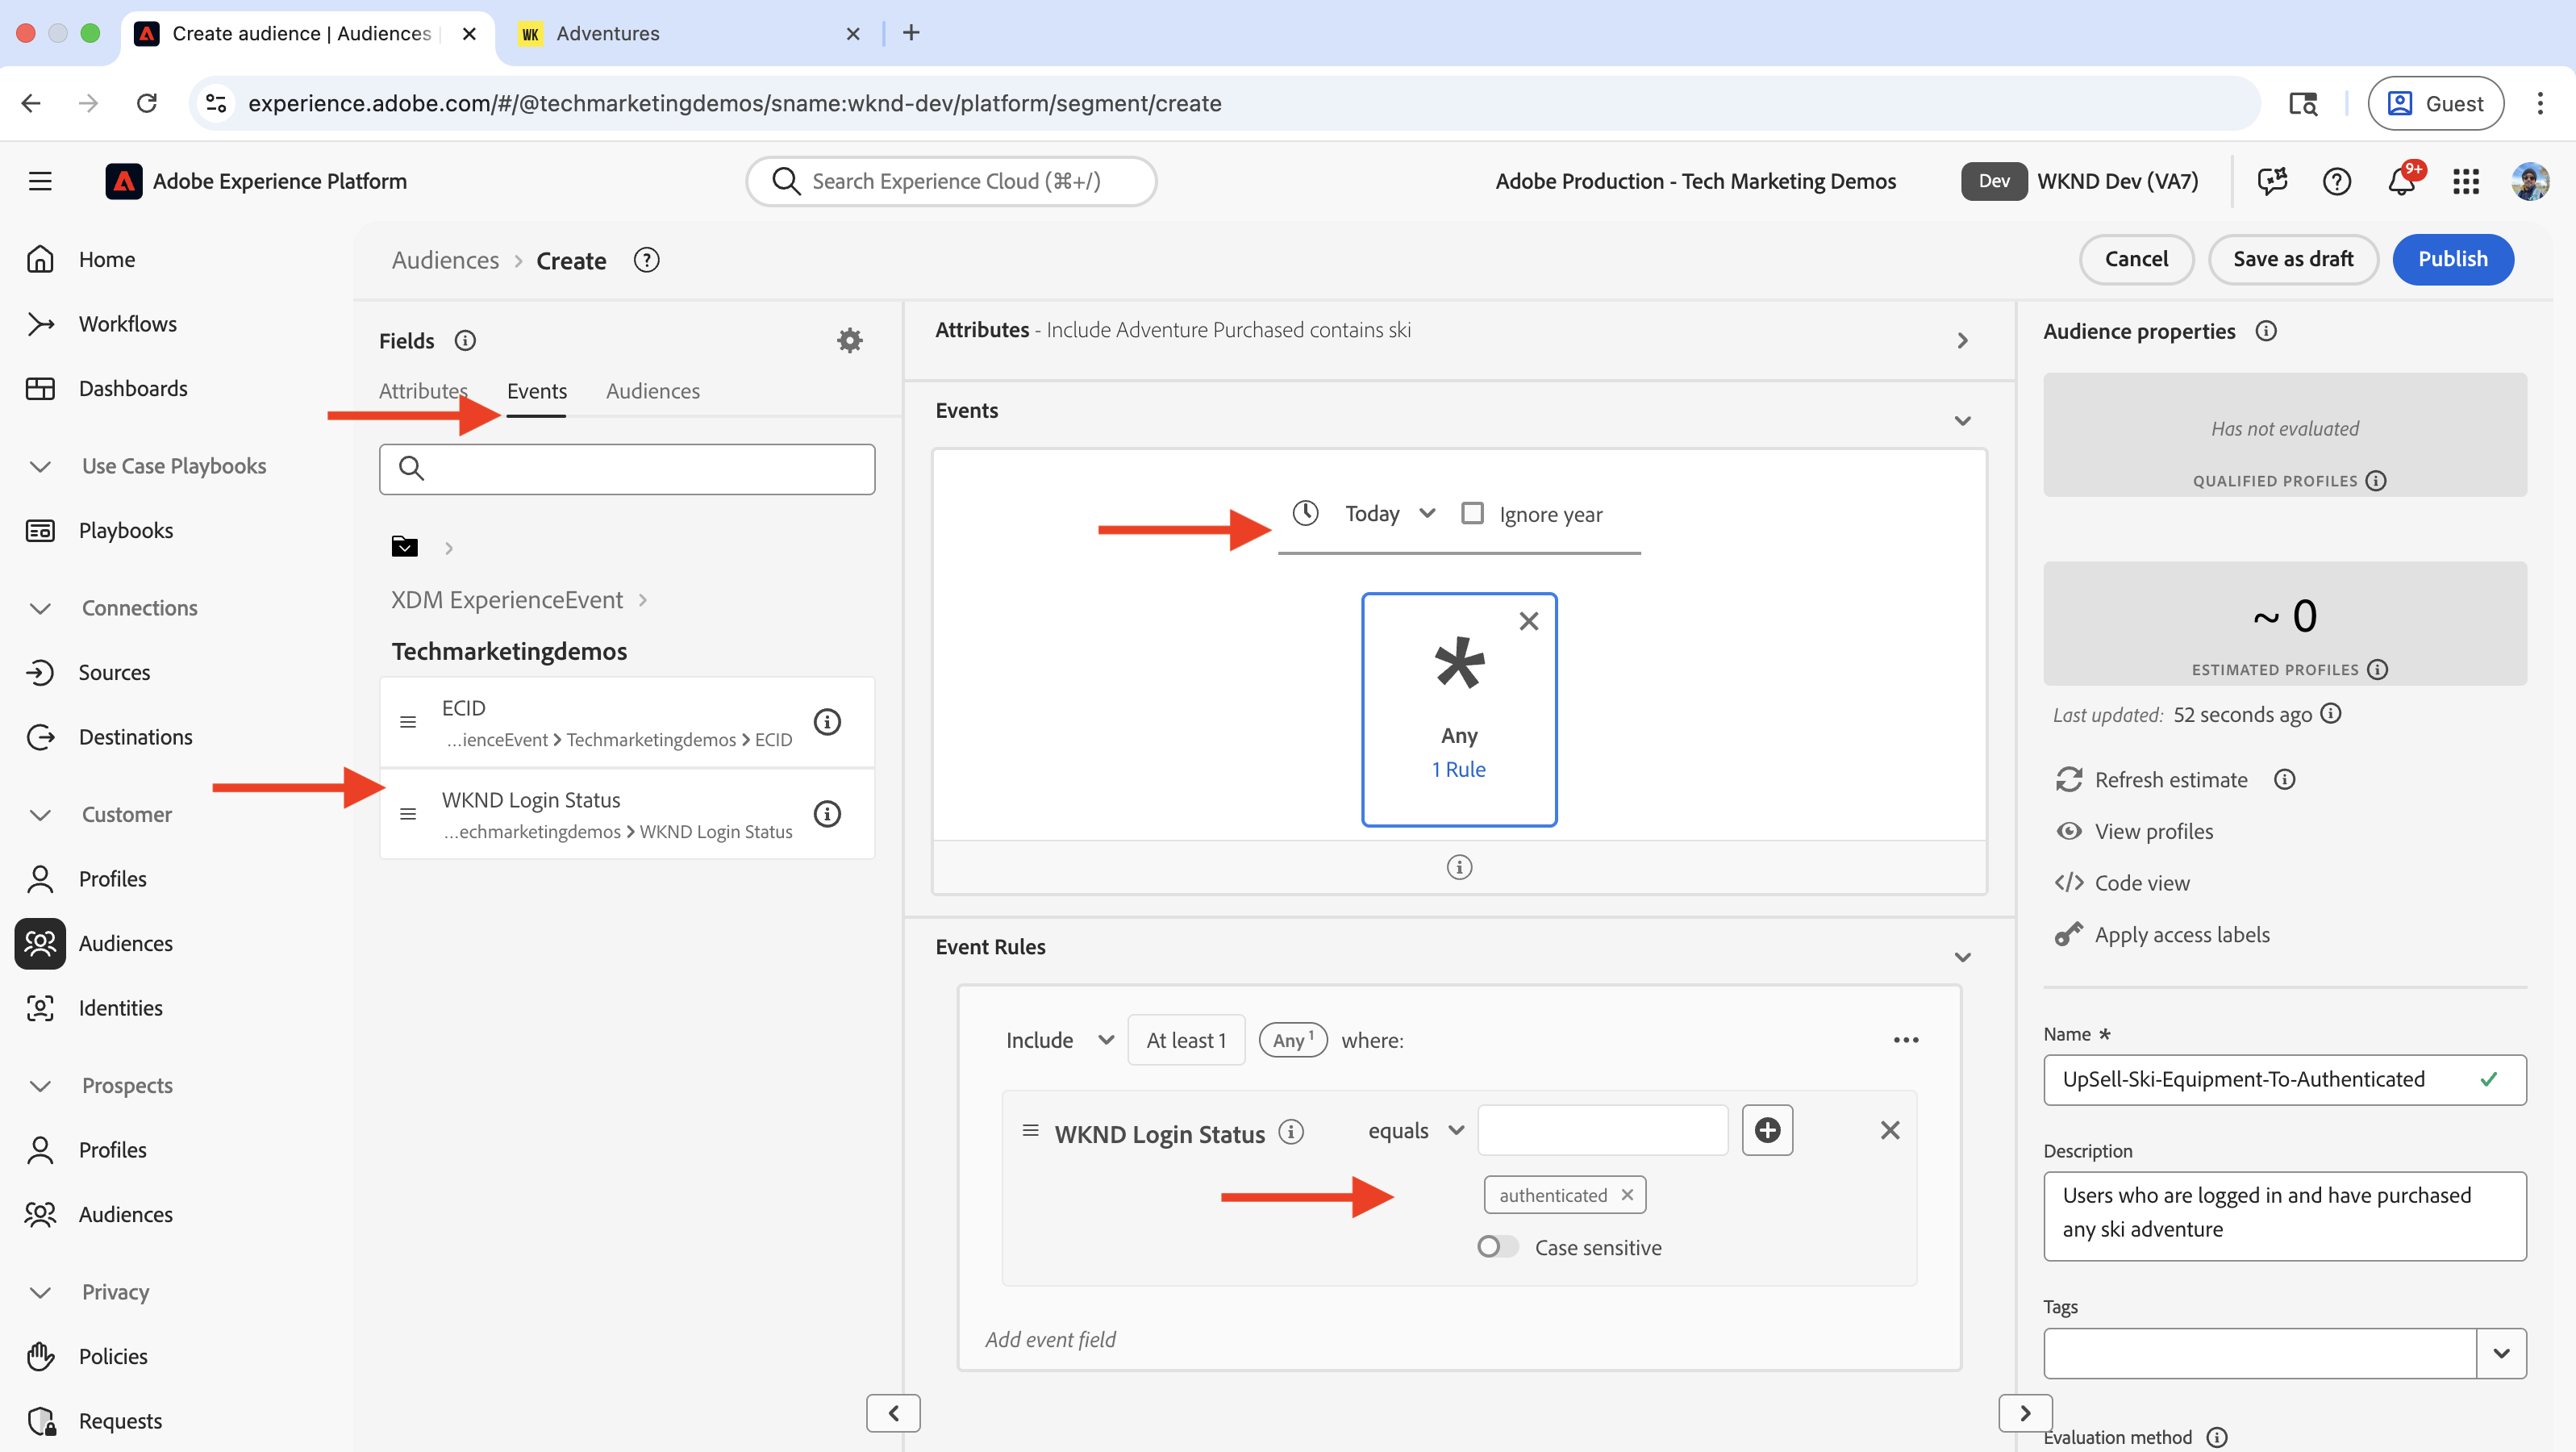 Create audience | Audiences |
WK Adventures
experience.adobe.com/#/@techmarketingdemos/sname:wknd-dev/platform/segment/create
Guest
Adobe Experience Platform
Search Experience Cloud (⌘+/)
Adobe Production - Tech Marketing Demos
Dev WKND Dev (VA7)
9+
Home
Workflows
Dashboards
Use Case Playbooks
Playbooks
Connections
Sources
Destinations
Customer
Profiles
Audiences
Identities
Prospects
Profiles
Audiences
Privacy
Policies
Requests
Audiences > Create
Cancel
Save as draft
Publish
Fields
Attributes Events Audiences
XDM ExperienceEvent >
Techmarketingdemos
ECID
...ienceEvent > Techmarketingdemos > ECID
WKND Login Status
...echmarketingdemos > WKND Login Status
Attributes - Include Adventure Purchased contains ski
Events
Today Ignore year
*
Any
1 Rule
Event Rules
Include At least 1 Any 1 where:
WKND Login Status equals
authenticated
Case sensitive
Add event field
Audience properties
Has not evaluated
QUALIFIED PROFILES
~ 0
ESTIMATED PROFILES
Last updated: 52 seconds ago
Refresh estimate
View profiles
</> Code view
Apply access labels
Name *
UpSell-Ski-Equipment-To-Authenticated
Description
Users who are logged in and have purchased
any ski adventure
Tags
Evaluation method